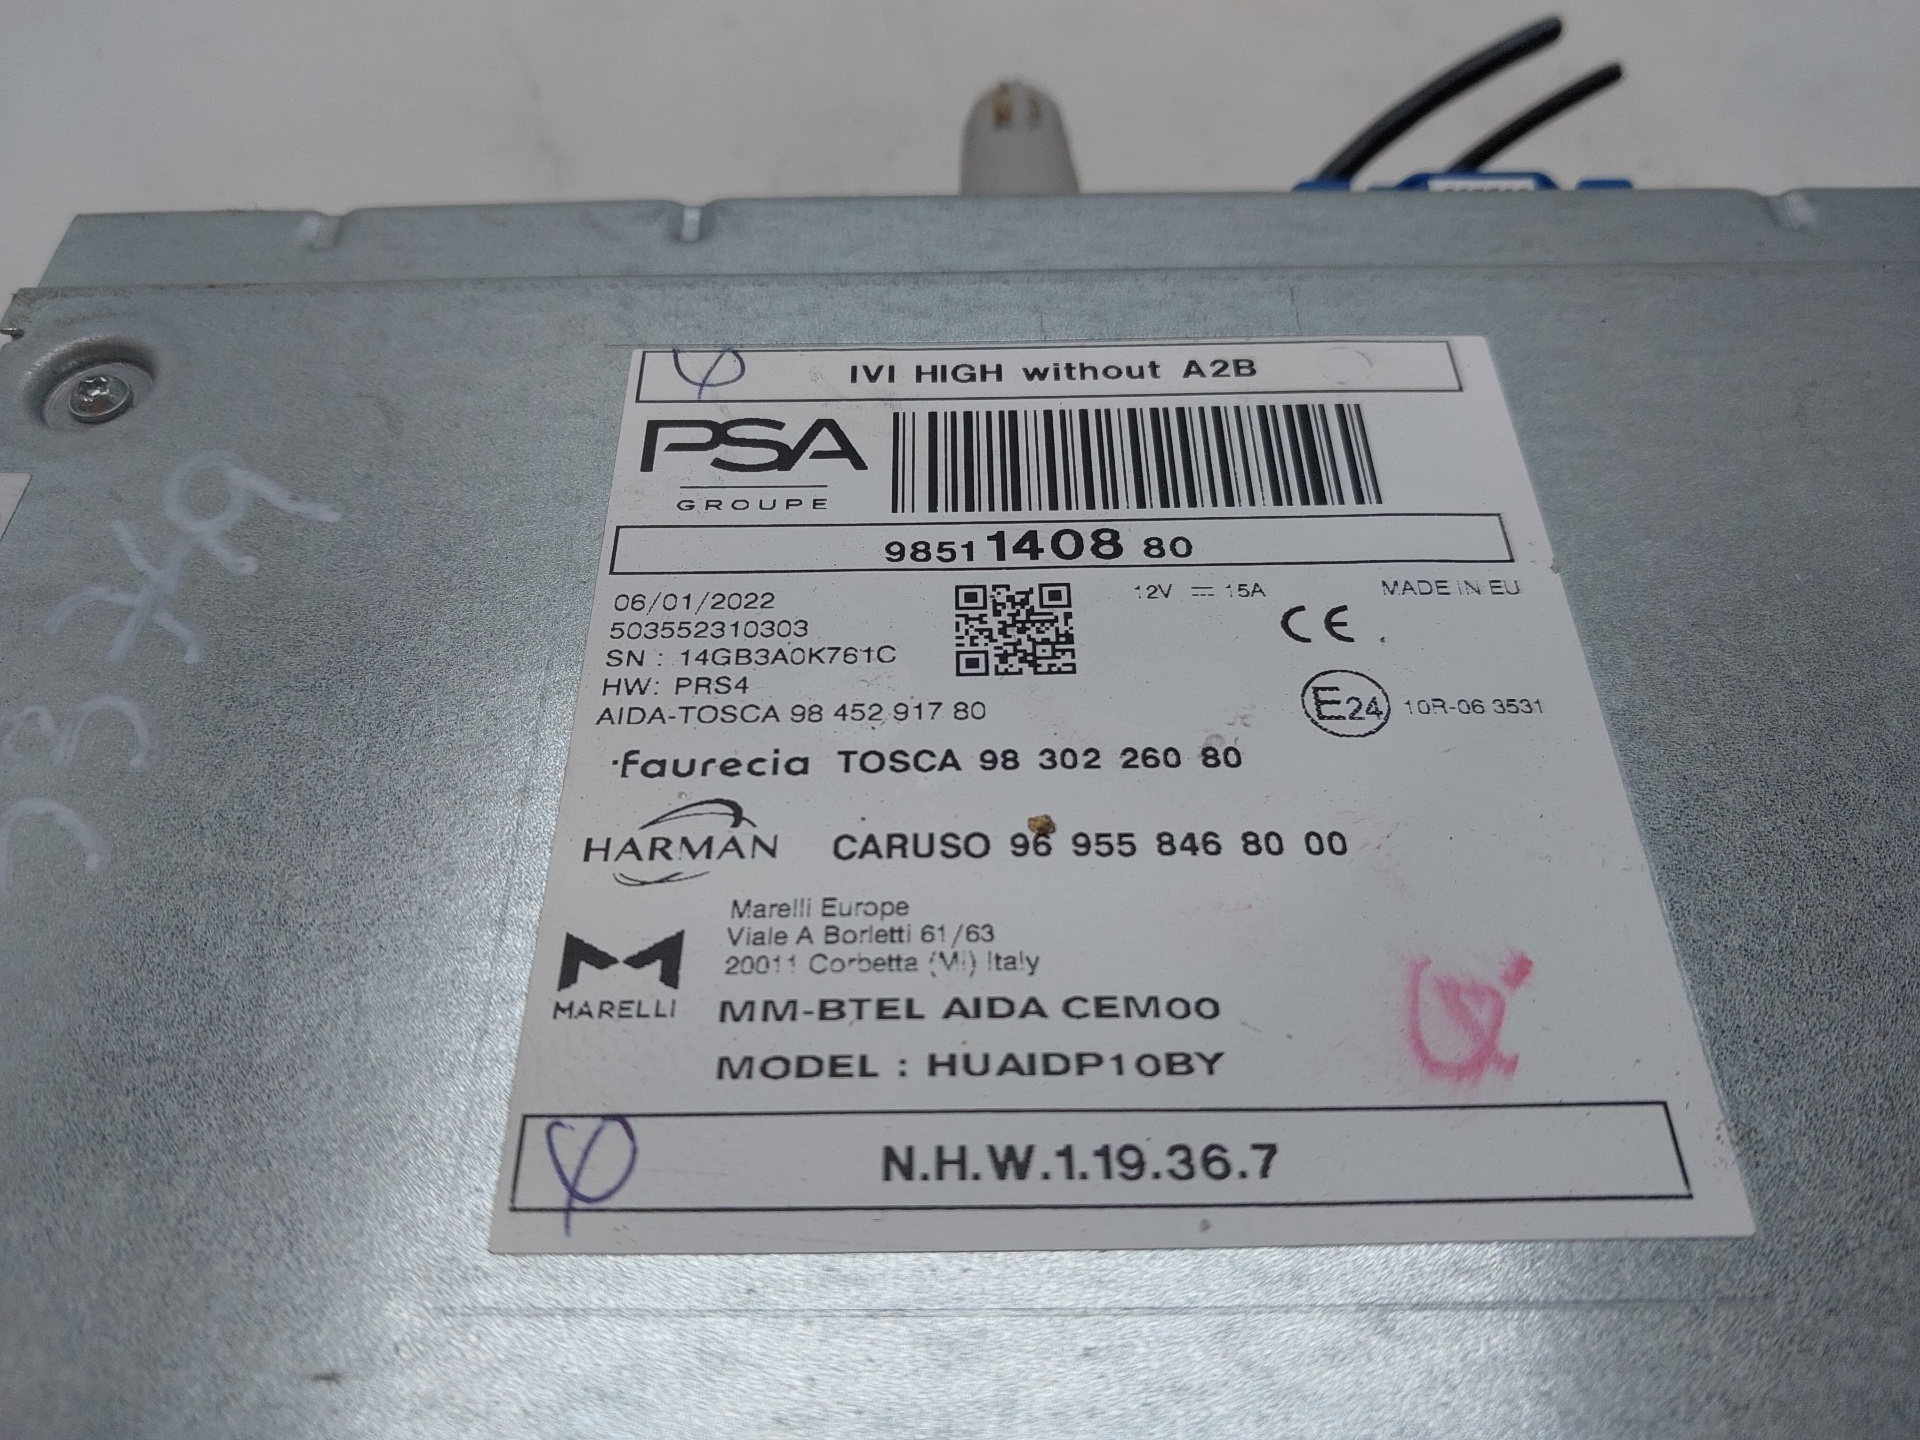 IVI HIGH without A2B
PSA
GROUPE
98511408 80
06/01/2022
12V ⎓ 15A
MADE IN EU
503552310303
CE
SN : 14GB3A0K761C
HW: PRS4
AIDA-TOSCA 98 452 917 80
E24 10R-06 3531
faurecia TOSCA 98 302 260 80
HARMAN CARUSO 96 955 846 80 00
Marelli Europe
Viale A Borletti 61/63
20011 Corbetta (Mi) Italy
MARELLI MM-BTEL AIDA CEM00
MODEL : HUAIDP10BY
N.H.W.1.19.36.7